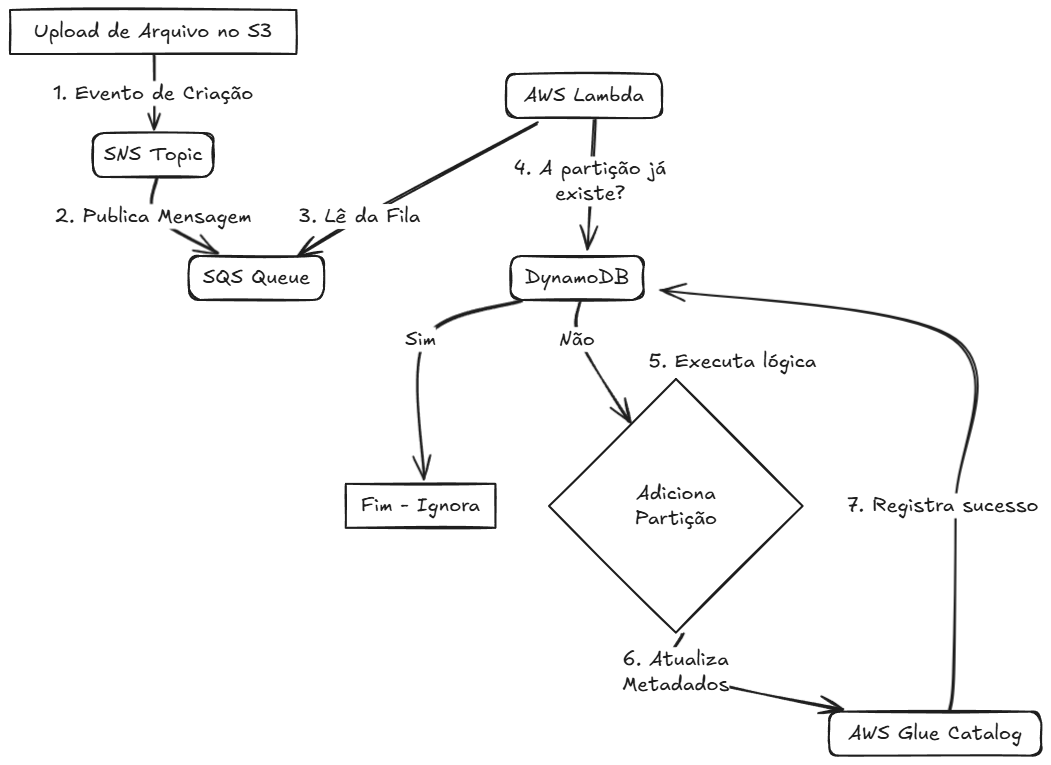 Upload de Arquivo no S3
1. Evento de Criação
SNS Topic
2. Publica Mensagem
SQS Queue
AWS Lambda
3. Lê da Fila
4. A partição já
existe?
DynamoDB
Sim
Não
Fim - Ignora
5. Executa lógica
Adiciona
Partição
6. Atualiza
Metadados
AWS Glue Catalog
7. Registra sucesso